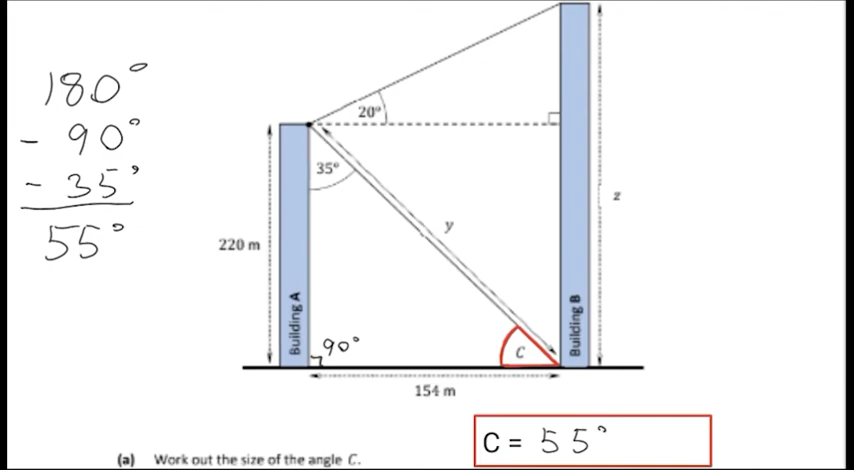 180°
- 90°
- 35°
55°
20°
35°
y
z
220 m
Building A
Building B
90°
C
154 m
(a) Work out the size of the angle C.
C = 55°